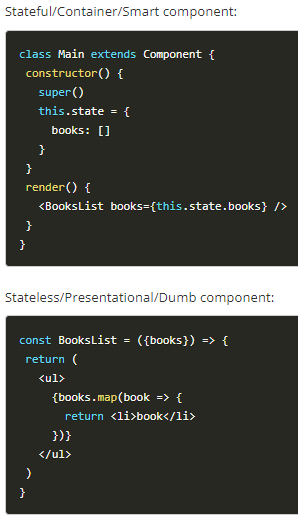 Stateful/Container/Smart component:
class Main extends Component {
 constructor() {
   super()
   this.state = {
     books: []
   }
 }
 render() {
   <BooksList books={this.state.books} />
 }
}
Stateless/Presentational/Dumb component:
const BooksList = ({books}) => {
 return (
   <ul>
     {books.map(book => {
       return <li>book</li>
     })}
   </ul>
 )
}